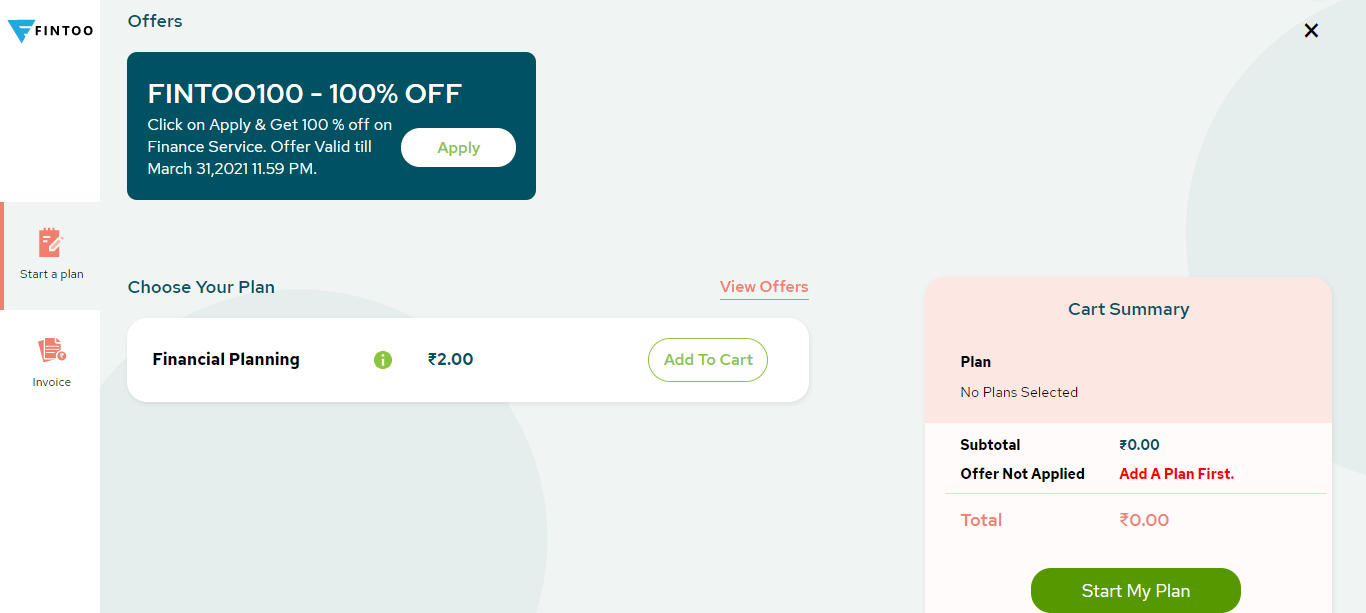 FINTOO
Offers
FINTOO100 - 100% OFF
Click on Apply & Get 100 % off on
Finance Service. Offer Valid till
March 31,2021 11.59 PM.
Apply
Start a plan
Invoice
Choose Your Plan
View Offers
Financial Planning
₹2.00
Add To Cart
Cart Summary
Plan
No Plans Selected
Subtotal ₹0.00
Offer Not Applied Add A Plan First.
Total ₹0.00
Start My Plan